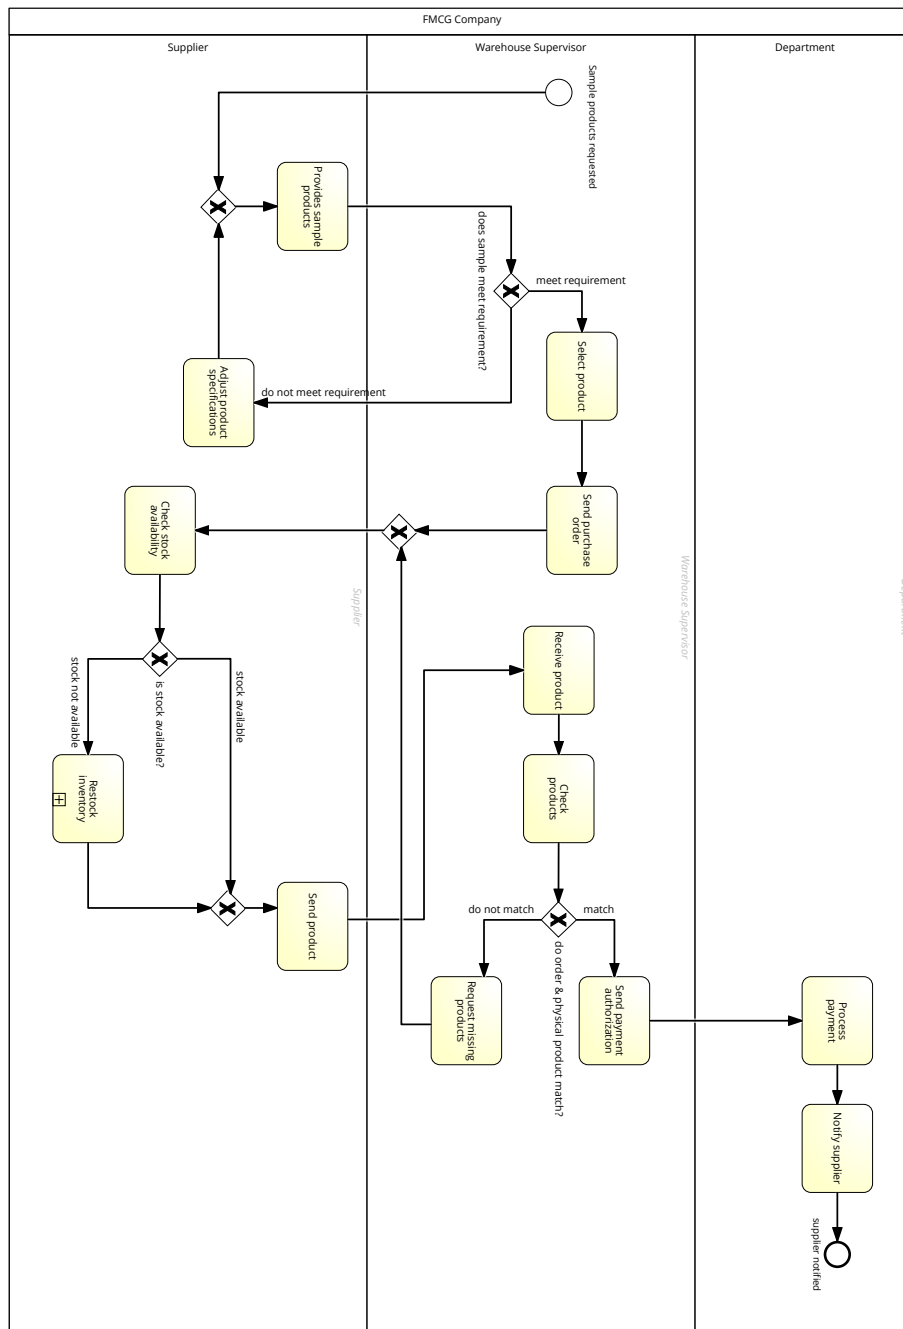 FMCG Company
Supplier
Warehouse Supervisor
Department
Sample products requested
Provides sample
products
does sample meet requirement?
meet requirement
Select product
Adjust product
specifications
do not meet requirement
Check stock
availability
Send purchase
order
Supplier
Warehouse Supervisor
Department
Receive product
stock not available
is stock available?
stock available
Restock
inventory
Check
products
Send product
do not match
match
do order & physical product match?
Request missing
products
Send payment
authorization
Process
payment
Notify supplier
supplier notified